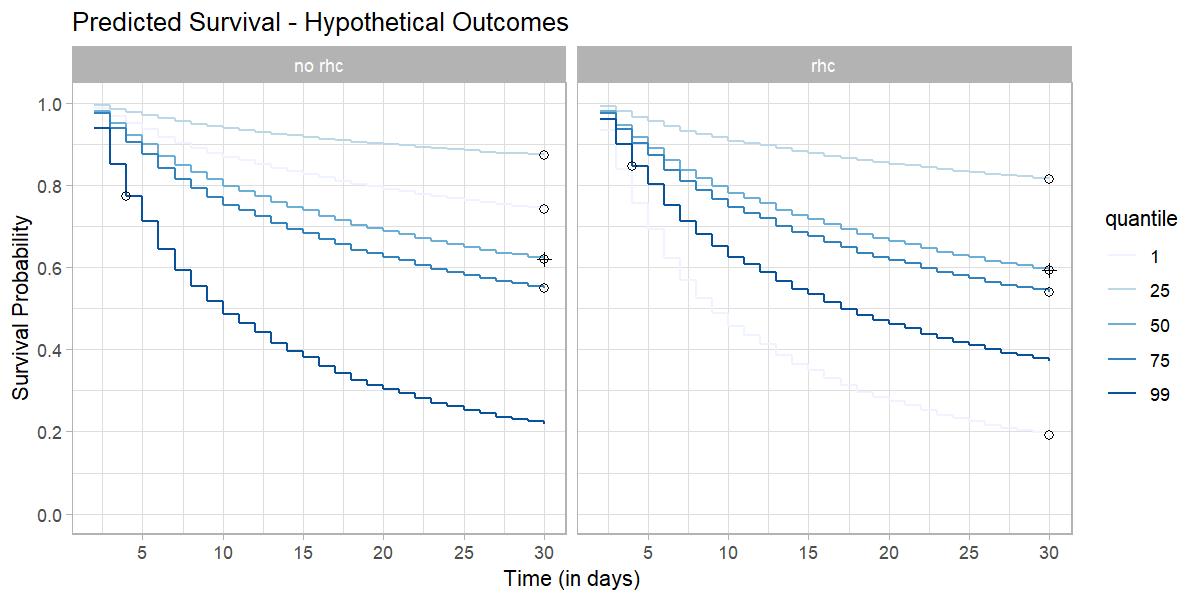 Predicted Survival - Hypothetical Outcomes
no rhc
rhc
Survival Probability
1.0
0.8
0.6
0.4
0.2
0.0
5 10 15 20 25 30
5 10 15 20 25 30
Time (in days)
quantile
1
25
50
75
99